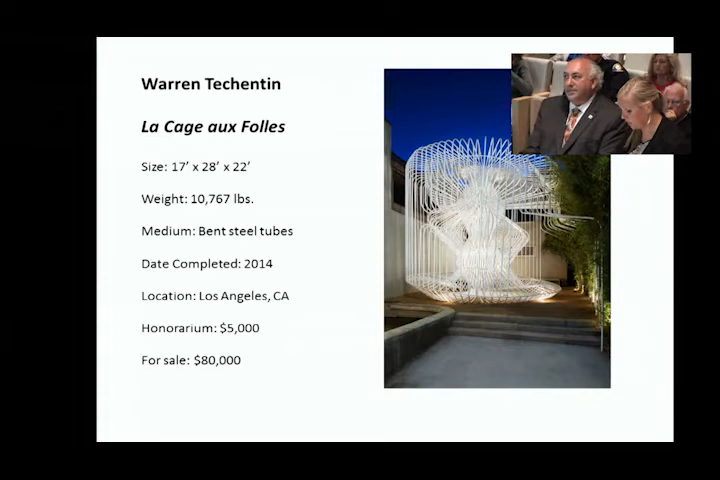 Warren Techentin
La Cage aux Folles
Size: 17’ x 28’ x 22’
Weight: 10,767 lbs.
Medium: Bent steel tubes
Date Completed: 2014
Location: Los Angeles, CA
Honorarium: $5,000
For sale: $80,000